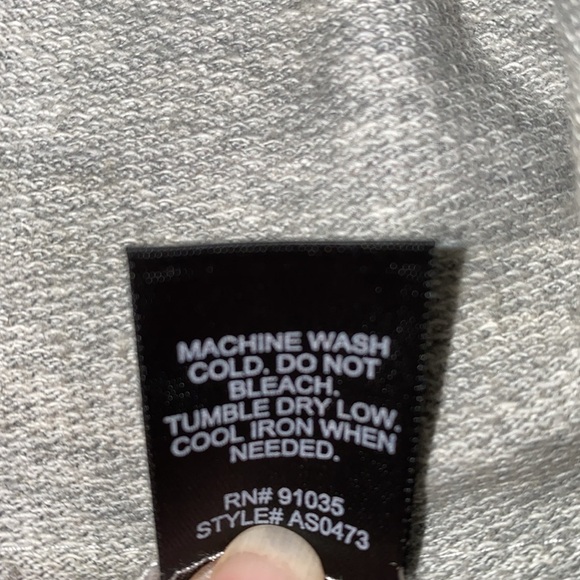 MACHINE WASH
COLD. DO NOT
BLEACH.
TUMBLE DRY LOW.
COOL IRON WHEN
NEEDED.
RN# 91035
STYLE# AS0473